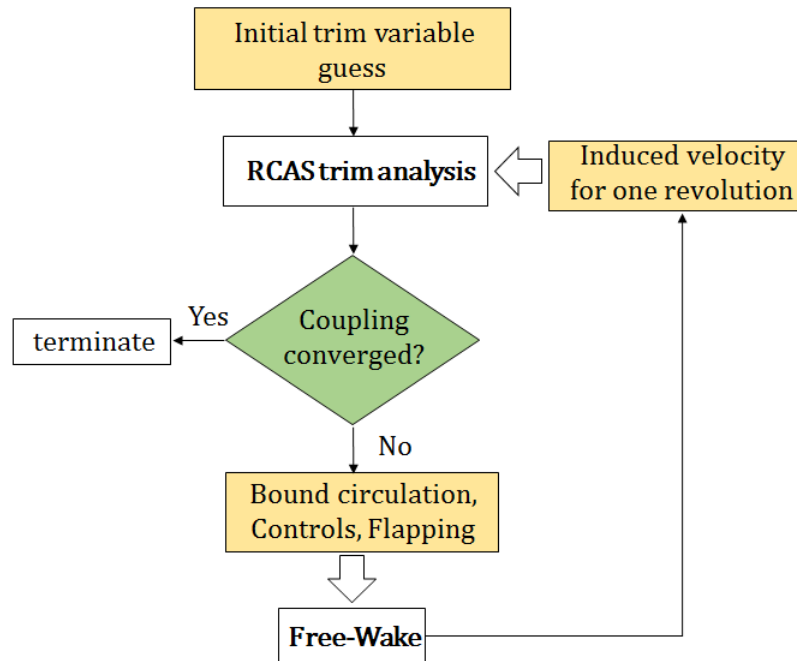 Initial trim variable
guess
RCAS trim analysis
Induced velocity
for one revolution
Coupling
converged?
Yes
terminate
No
Bound circulation,
Controls, Flapping
Free-Wake